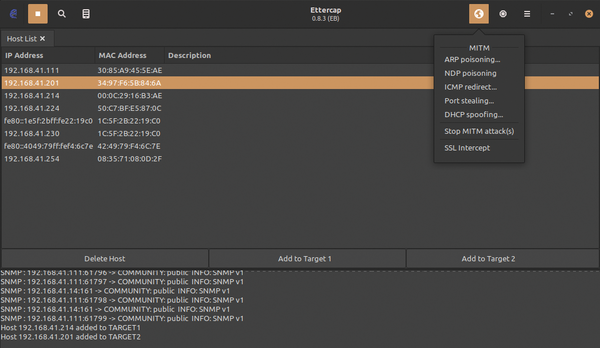 Ettercap
0.8.3 (EB)
Host List ×
IP Address MAC Address Description
192.168.41.111 30:85:A9:45:5E:AE
192.168.41.201 34:97:F6:5B:84:6A
192.168.41.214 00:0C:29:16:B3:AE
192.168.41.224 50:C7:BF:E5:87:0C
fe80::1e5f:2bff:fe22:19c0 1C:5F:2B:22:19:C0
192.168.41.230 1C:5F:2B:22:19:C0
fe80::4049:79ff:fef4:6c7e 42:49:79:F4:6C:7E
192.168.41.254 08:35:71:08:0D:2F
MITM
ARP poisoning...
NDP poisoning
ICMP redirect...
Port stealing...
DHCP spoofing...
Stop MITM attack(s)
SSL Intercept
Delete Host Add to Target 1 Add to Target 2
SNMP : 192.168.41.111:61796 -> COMMUNITY: public INFO: SNMP v1
SNMP : 192.168.41.111:61797 -> COMMUNITY: public INFO: SNMP v1
SNMP : 192.168.41.14:161 -> COMMUNITY: public INFO: SNMP v1
SNMP : 192.168.41.111:61798 -> COMMUNITY: public INFO: SNMP v1
SNMP : 192.168.41.14:161 -> COMMUNITY: public INFO: SNMP v1
SNMP : 192.168.41.111:61799 -> COMMUNITY: public INFO: SNMP v1
Host 192.168.41.214 added to TARGET1
Host 192.168.41.201 added to TARGET2